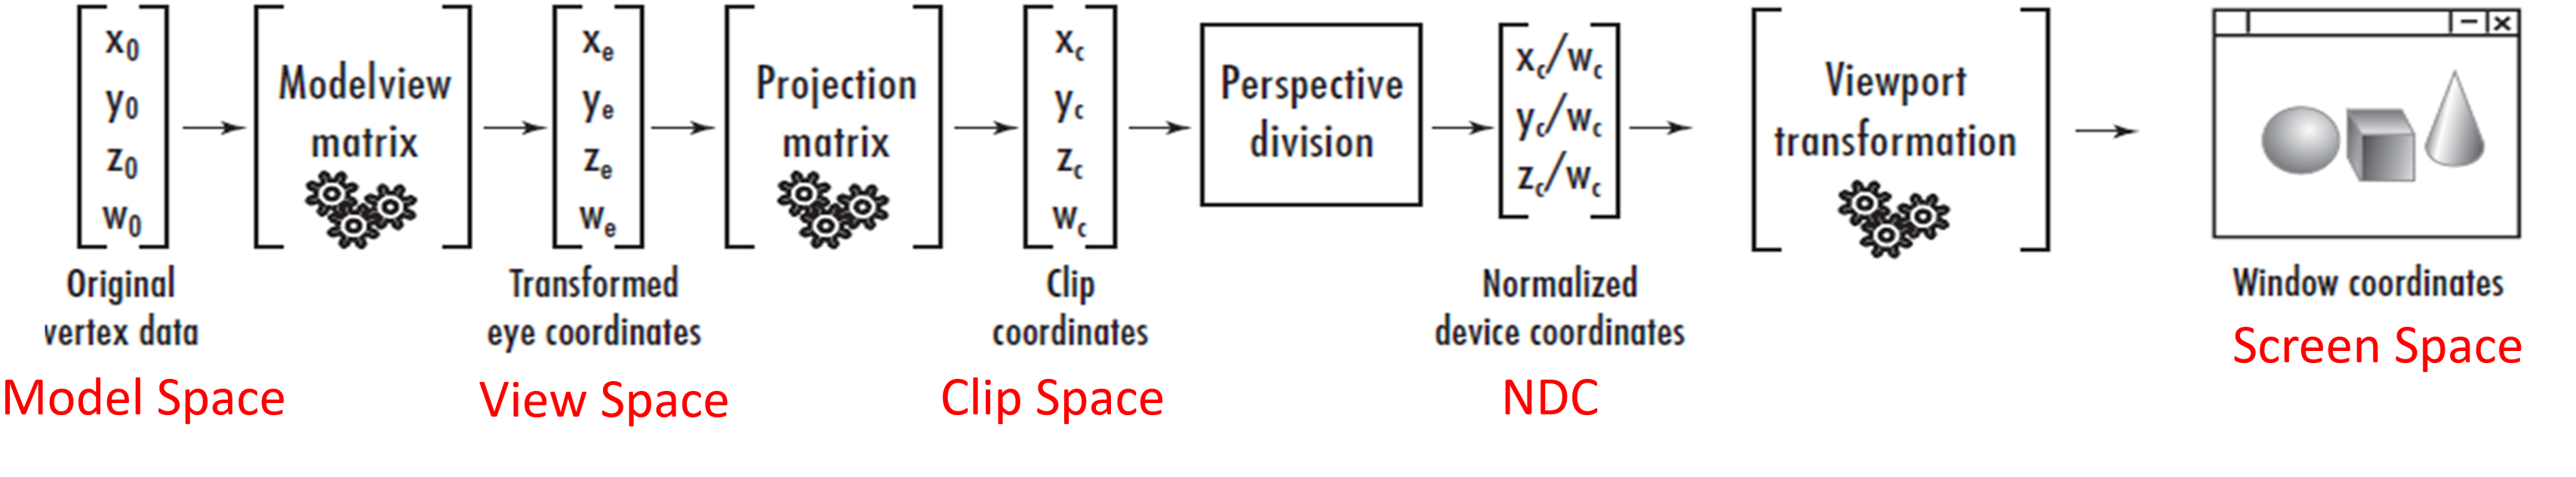 x0
y0
z0
w0
Original
vertex data
Model Space
Modelview
matrix
xe
ye
ze
we
Transformed
eye coordinates
View Space
Projection
matrix
xc
yc
zc
wc
Clip
coordinates
Clip Space
Perspective
division
xc/wc
yc/wc
zc/wc
Normalized
device coordinates
NDC
Viewport
transformation
Window coordinates
Screen Space